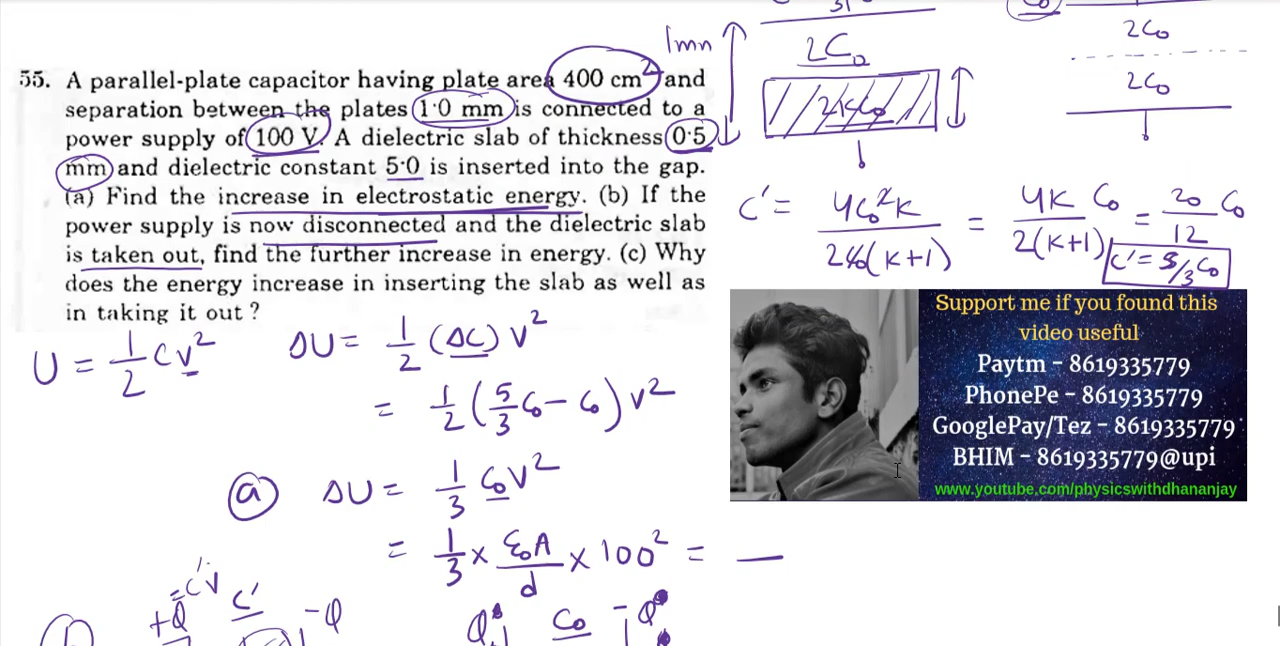 55. A parallel-plate capacitor having plate area 400 cm² and
separation between the plates 1·0 mm is connected to a
power supply of 100 V. A dielectric slab of thickness 0·5
mm and dielectric constant 5·0 is inserted into the gap.
(a) Find the increase in electrostatic energy. (b) If the
power supply is now disconnected and the dielectric slab
is taken out, find the further increase in energy. (c) Why
does the energy increase in inserting the slab as well as
in taking it out ?
1mm
2C₀
2KC₀
C₀
2C₀
2C₀
C' = 4C₀²K / 2C₀(K+1) = 4K C₀ / 2(K+1) = 20/12 C₀
C' = 5/3 C₀
U = 1/2 CV² ΔU = 1/2 (ΔC) V²
= 1/2 (5/3 C₀ - C₀) V²
(a) ΔU = 1/3 C₀V²
= 1/3 × ε₀A/d × 100² = —
= C'V
+Q C' -Q
Q C₀ -Q
Support me if you found this
video useful
Paytm - 8619335779
PhonePe - 8619335779
GooglePay/Tez - 8619335779
BHIM - 8619335779@upi
www.youtube.com/physicswithdhananjay